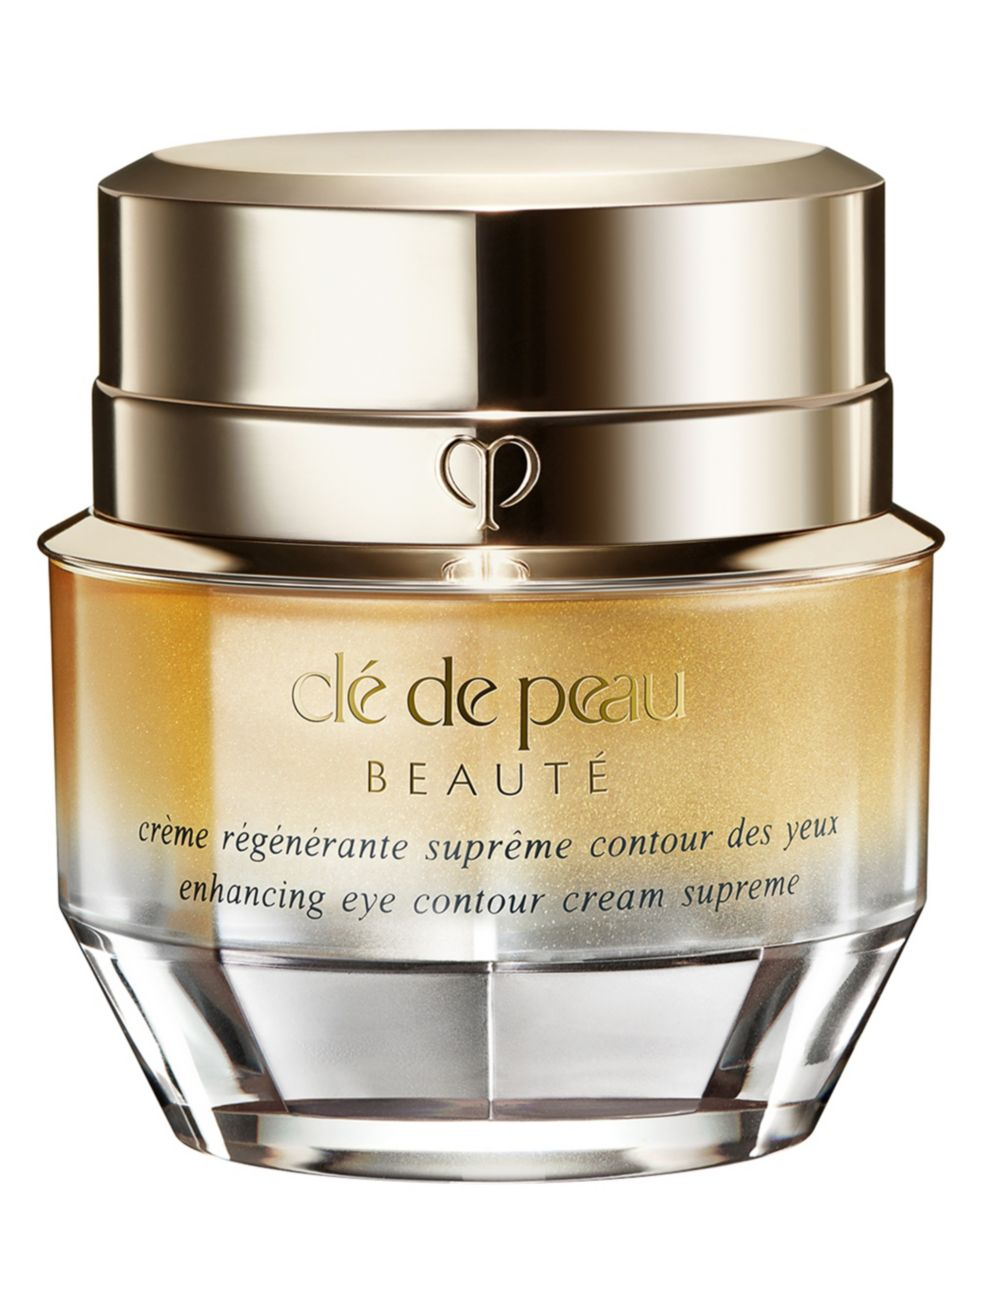 clé de peau
BEAUTÉ
crème régénérante suprême contour des yeux
enhancing eye contour cream supreme